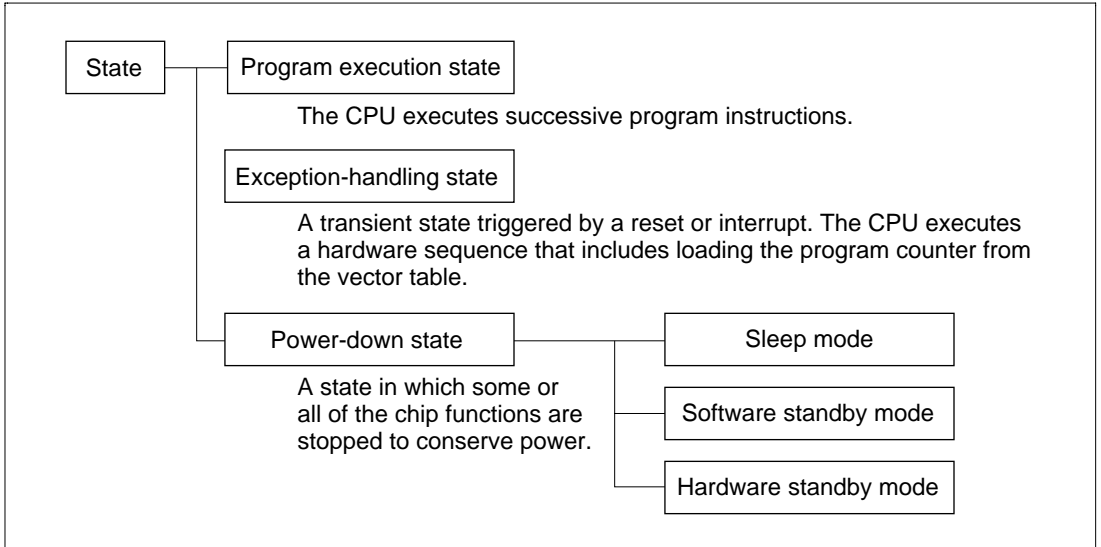 State
Program execution state
The CPU executes successive program instructions.
Exception-handling state
A transient state triggered by a reset or interrupt. The CPU executes
a hardware sequence that includes loading the program counter from
the vector table.
Power-down state
A state in which some or
all of the chip functions are
stopped to conserve power.
Sleep mode
Software standby mode
Hardware standby mode